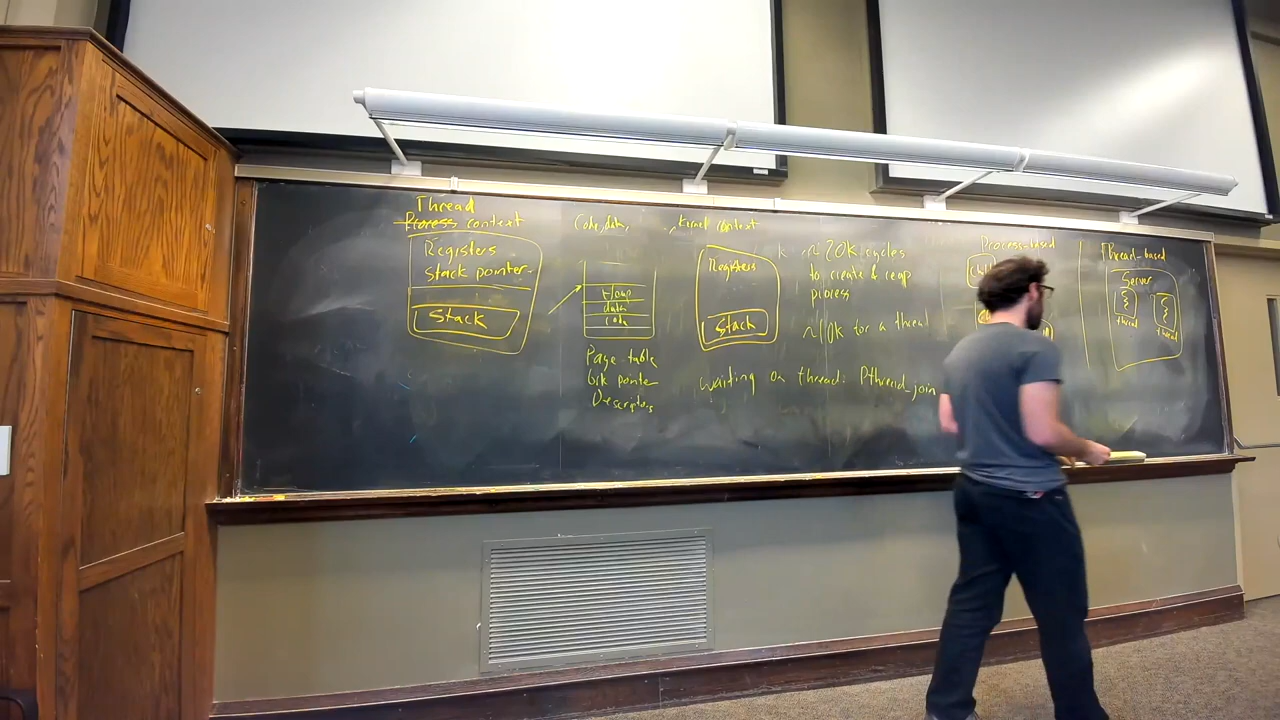 Thread
Process context
Registers
Stack pointer
Stack
Code, data,
Heap
data
code
Page table
brk pointer
Descriptors
Kernel context
Registers
Stack
~20k cycles
to create & reap
process
~10k for a thread
waiting on thread: Pthread_join
Process-based
Thread-based
Server
thread
thread